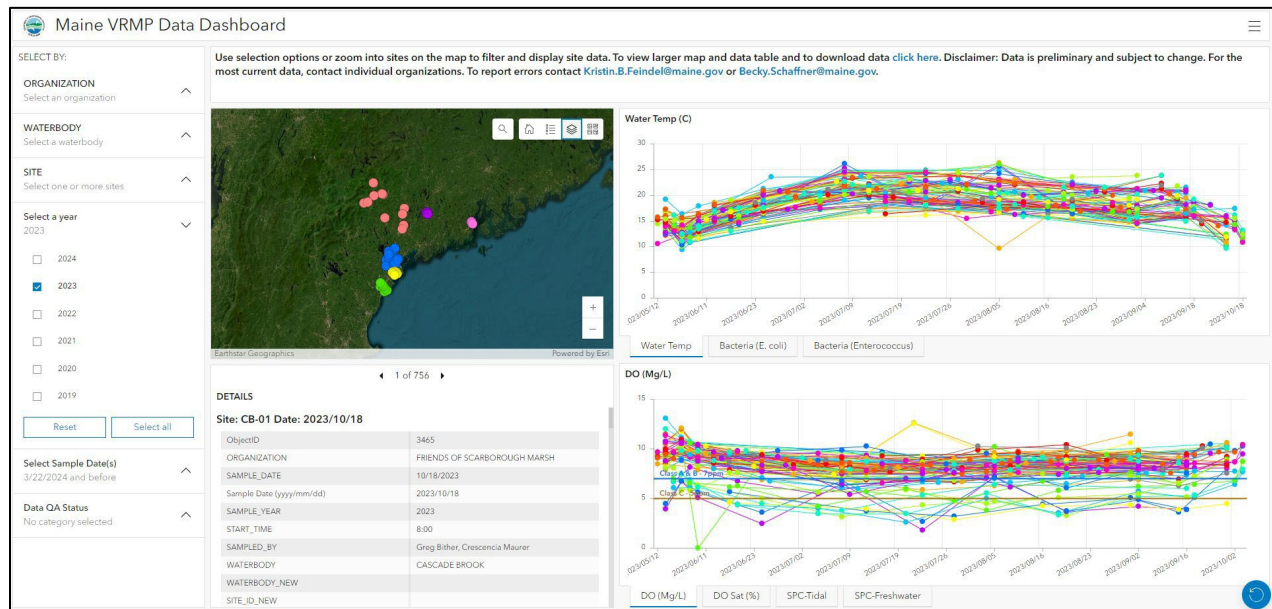 Maine VRMP Data Dashboard
SELECT BY:
ORGANIZATION
Select an organization
WATERBODY
Select a waterbody
SITE
Select one or more sites
Select a year
2023
2024
2023
2022
2021
2020
2019
Reset
Select all
Select Sample Date(s)
3/22/2024 and before
Data QA Status
No category selected
Use selection options or zoom into sites on the map to filter and display site data. To view larger map and data table and to download data click here. Disclaimer: Data is preliminary and subject to change. For the
most current data, contact individual organizations. To report errors contact Kristin.B.Feindel@maine.gov or Becky.Schaffner@maine.gov.
+
−
Earthstar Geographics
Powered by Esri
1 of 756
DETAILS
Site: CB-01 Date: 2023/10/18
ObjectID 3465
ORGANIZATION FRIENDS OF SCARBOROUGH MARSH
SAMPLE_DATE 10/18/2023
Sample Date (yyyy/mm/dd) 2023/10/18
SAMPLE_YEAR 2023
START_TIME 8:00
SAMPLED_BY Greg Bither, Crescencia Maurer
WATERBODY CASCADE BROOK
WATERBODY_NEW
SITE_ID_NEW
Water Temp (C)
30
25
20
15
10
5
0
2023/05/12 2023/06/11 2023/06/23 2023/07/02 2023/07/09 2023/07/19 2023/07/26 2023/08/05 2023/08/16 2023/08/23 2023/09/04 2023/09/18 2023/10/18
Water Temp
Bacteria (E. coli)
Bacteria (Enterococcus)
DO (Mg/L)
15
10
Class A & B - 7ppm
5
0
2023/05/12 2023/06/11 2023/06/23 2023/07/02 2023/07/09 2023/07/19 2023/07/26 2023/08/05 2023/08/16 2023/08/25 2023/09/02 2023/09/16 2023/10/02
DO (Mg/L)
DO Sat (%)
SPC-Tidal
SPC-Freshwater